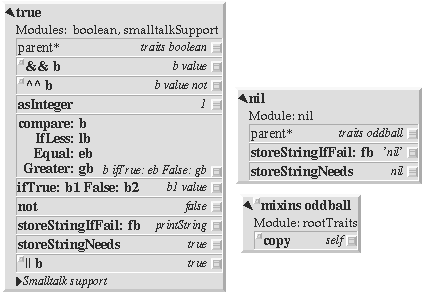 true
Modules: boolean, smalltalkSupport
parent* traits boolean
&& b b value
^^ b b value not
asInteger 1
compare: b
IfLess: lb
Equal: eb
Greater: gb b ifTrue: eb False: gb
ifTrue: b1 False: b2 b1 value
not false
storeStringIfFail: fb printString
storeStringNeeds true
|| b true
Smalltalk support
nil
Module: nil
parent* traits oddball
storeStringIfFail: fb 'nil'
storeStringNeeds nil
mixins oddball
Module: rootTraits
copy self